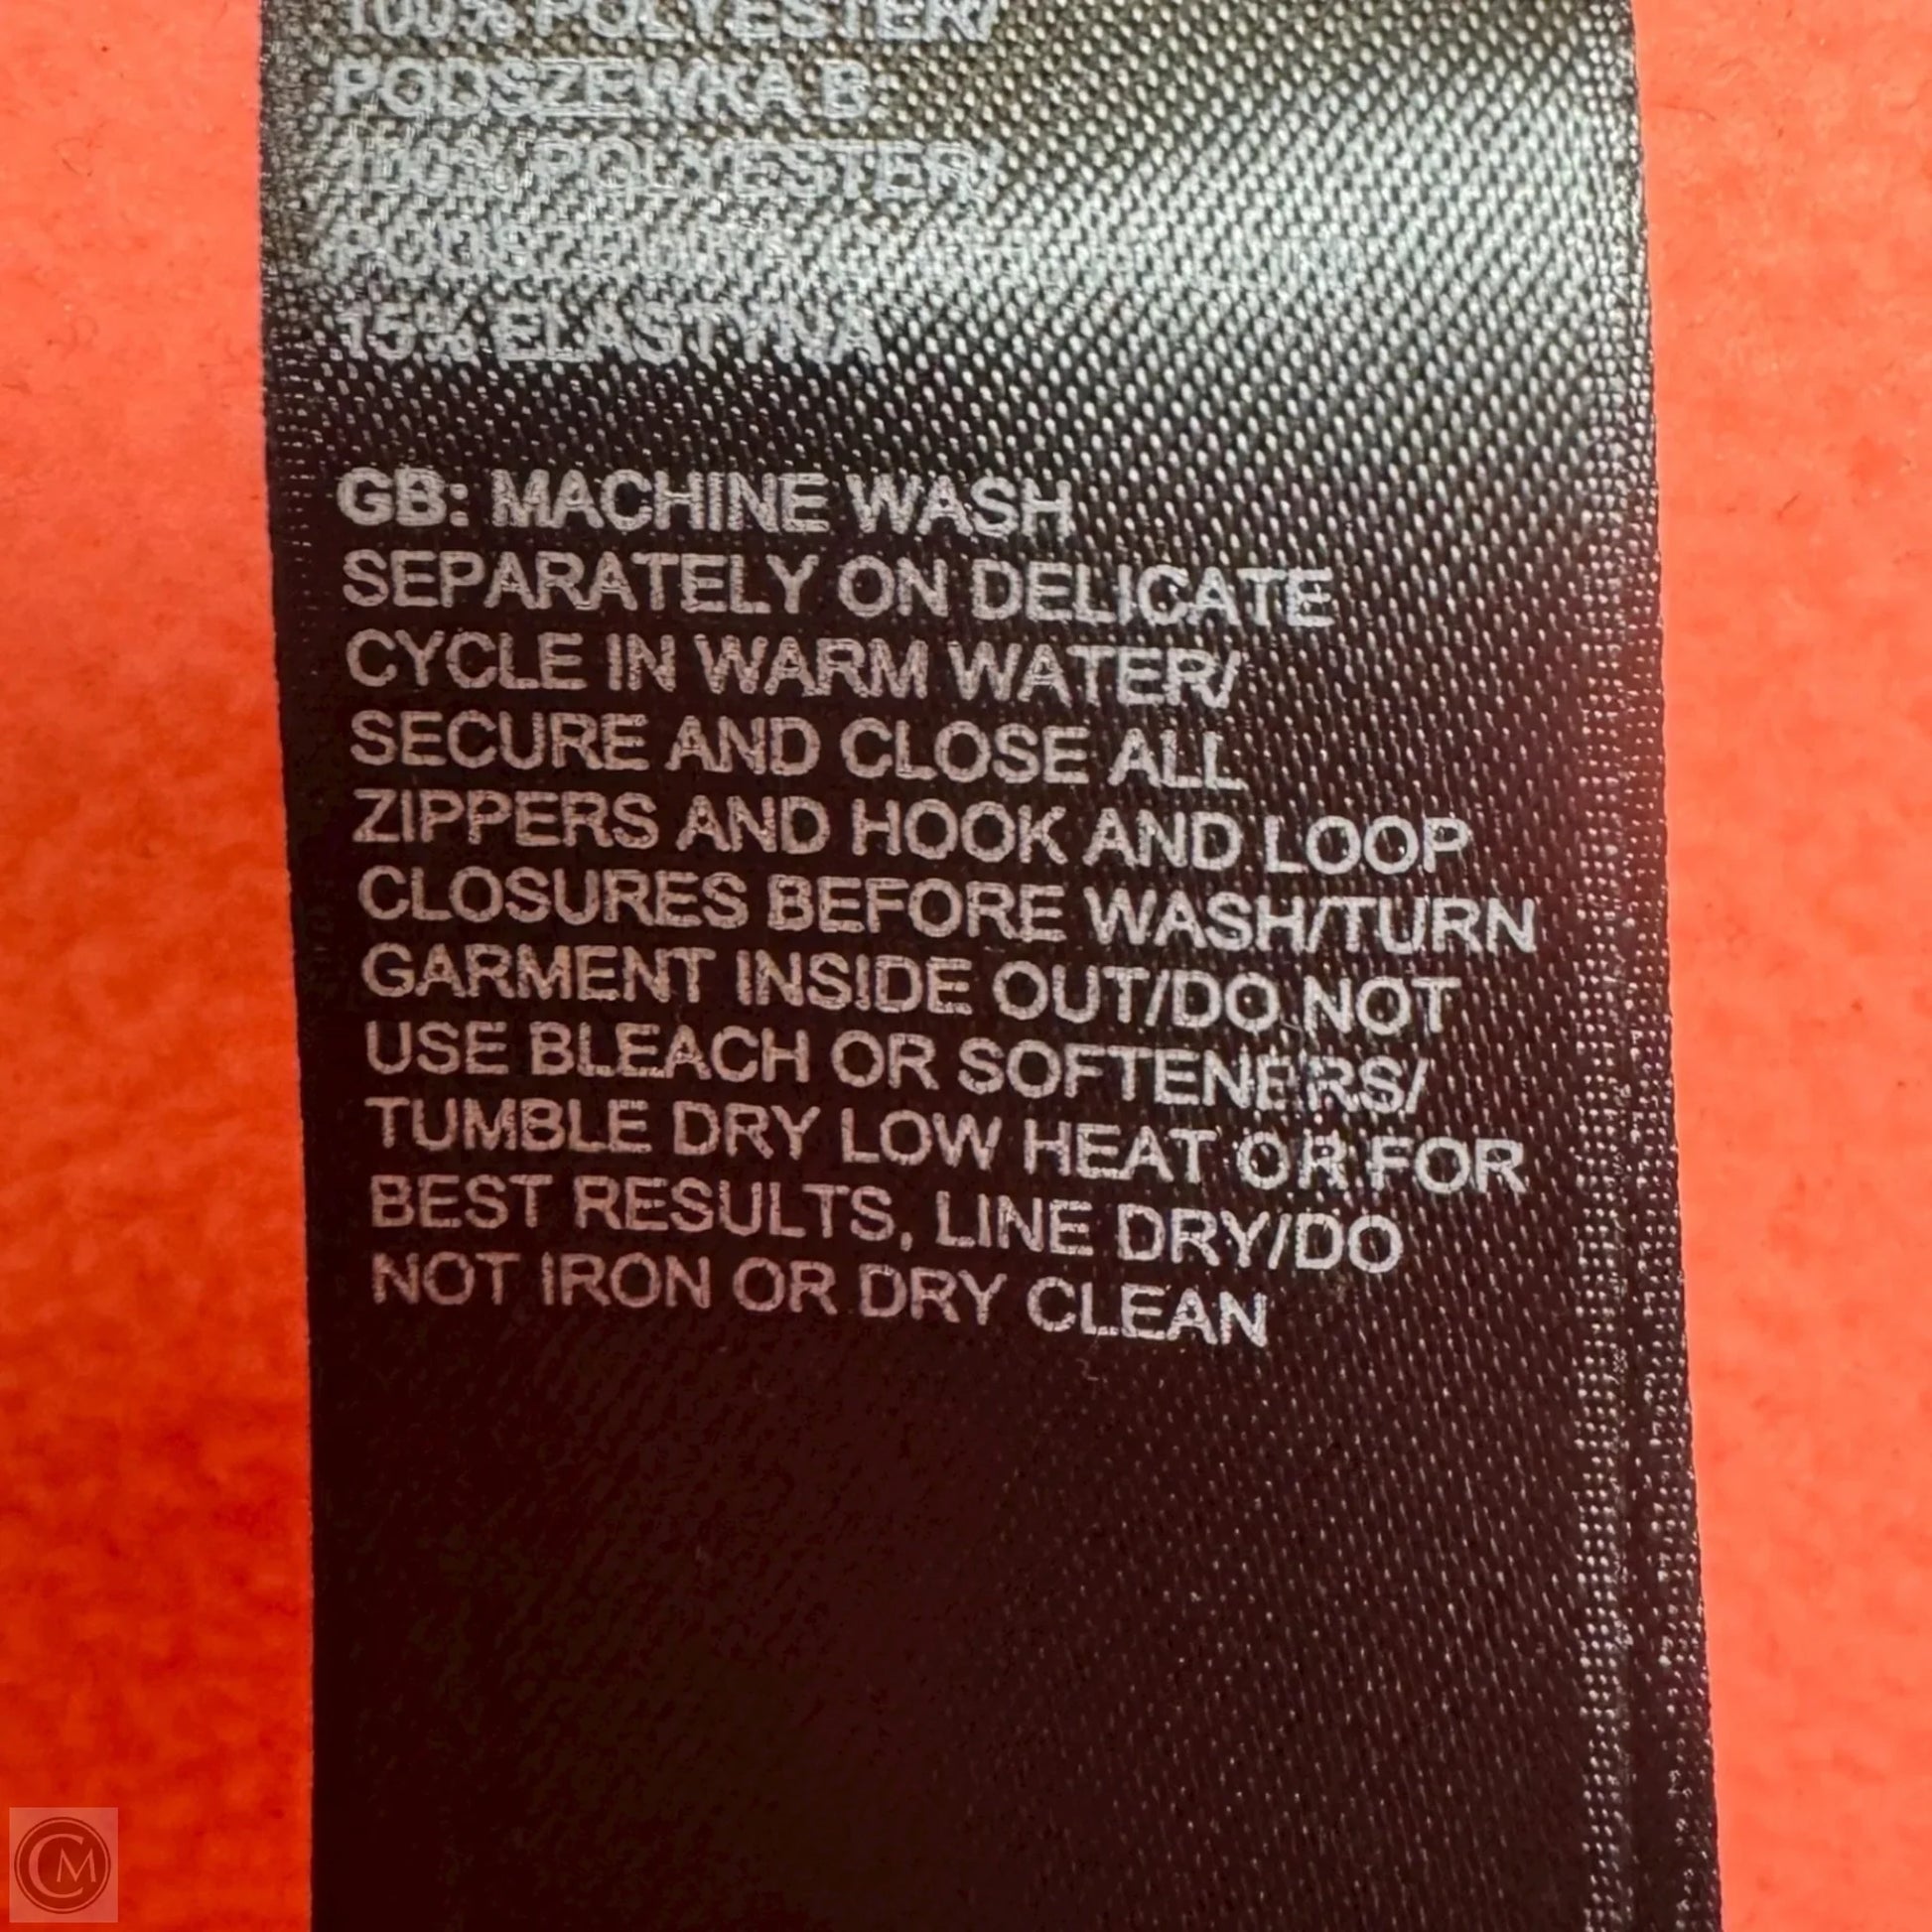 100% POLYESTER/
PODSZEWKA B:
100% POLYESTER/
15% ELASTYNA
GB: MACHINE WASH
SEPARATELY ON DELICATE
CYCLE IN WARM WATER/
SECURE AND CLOSE ALL
ZIPPERS AND HOOK AND LOOP
CLOSURES BEFORE WASH/TURN
GARMENT INSIDE OUT/DO NOT
USE BLEACH OR SOFTENERS/
TUMBLE DRY LOW HEAT OR FOR
BEST RESULTS, LINE DRY/DO
NOT IRON OR DRY CLEAN
CM